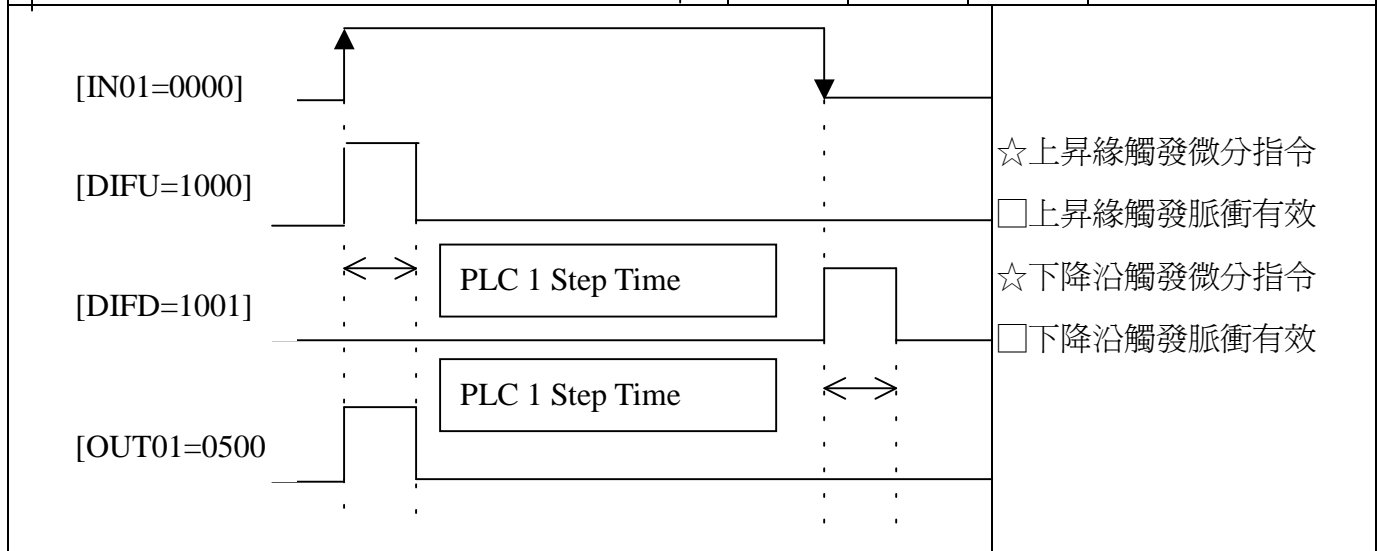 [IN01=0000]
[DIFU=1000]
PLC 1 Step Time
[DIFD=1001]
PLC 1 Step Time
[OUT01=0500
☆上昇緣觸發微分指令
□上昇緣觸發脈衝有效
☆下降沿觸發微分指令
□下降沿觸發脈衝有效